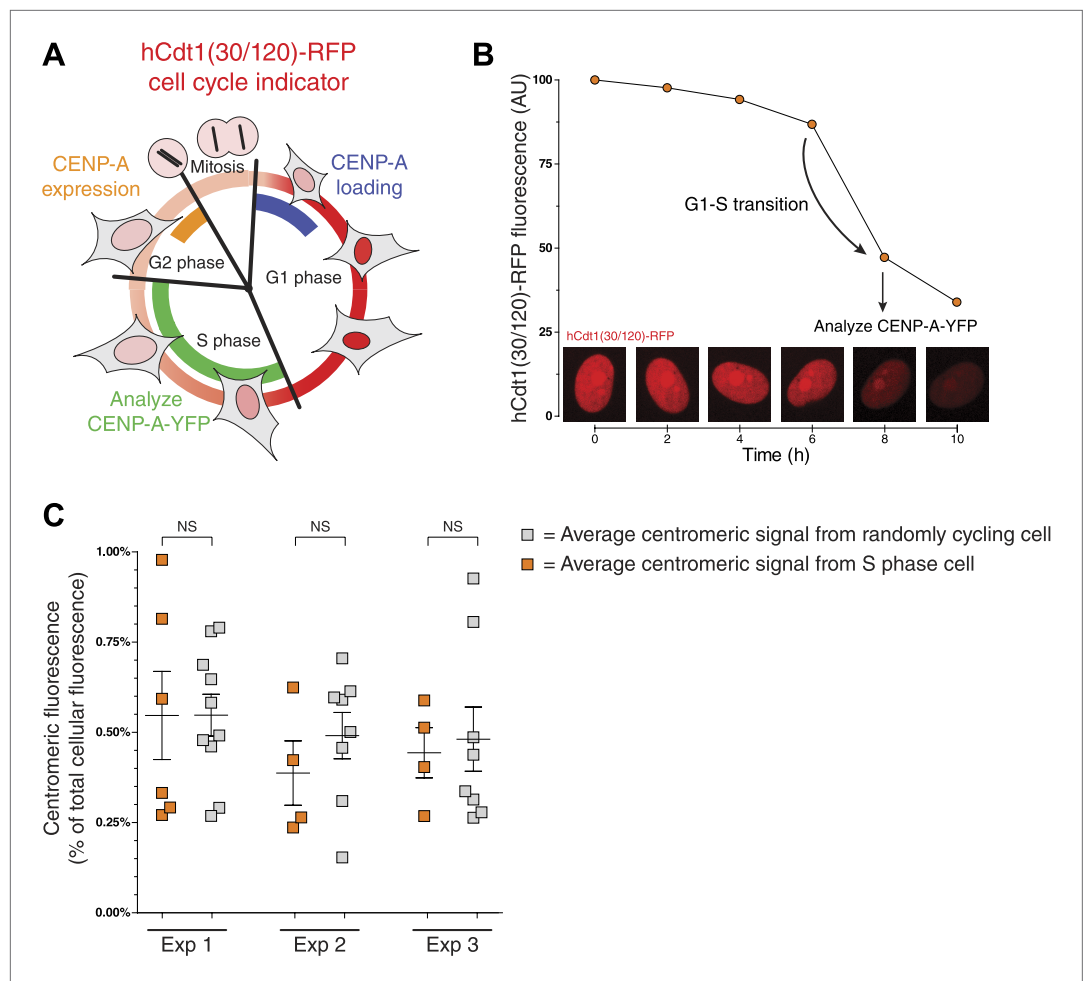 A
hCdt1(30/120)-RFP
cell cycle indicator
CENP-A
expression
Mitosis
CENP-A
loading
G2 phase
G1 phase
S phase
Analyze
CENP-A-YFP
B
hCdt1(30/120)-RFP fluorescence (AU)
100
75
50
25
0
G1-S transition
Analyze CENP-A-YFP
hCdt1(30/120)-RFP
0 2 4 6 8 10
Time (h)
C
NS NS NS
= Average centromeric signal from randomly cycling cell
= Average centromeric signal from S phase cell
Centromeric fluorescence
(% of total cellular fluorescence)
1.00%
0.75%
0.50%
0.25%
0.00%
Exp 1 Exp 2 Exp 3